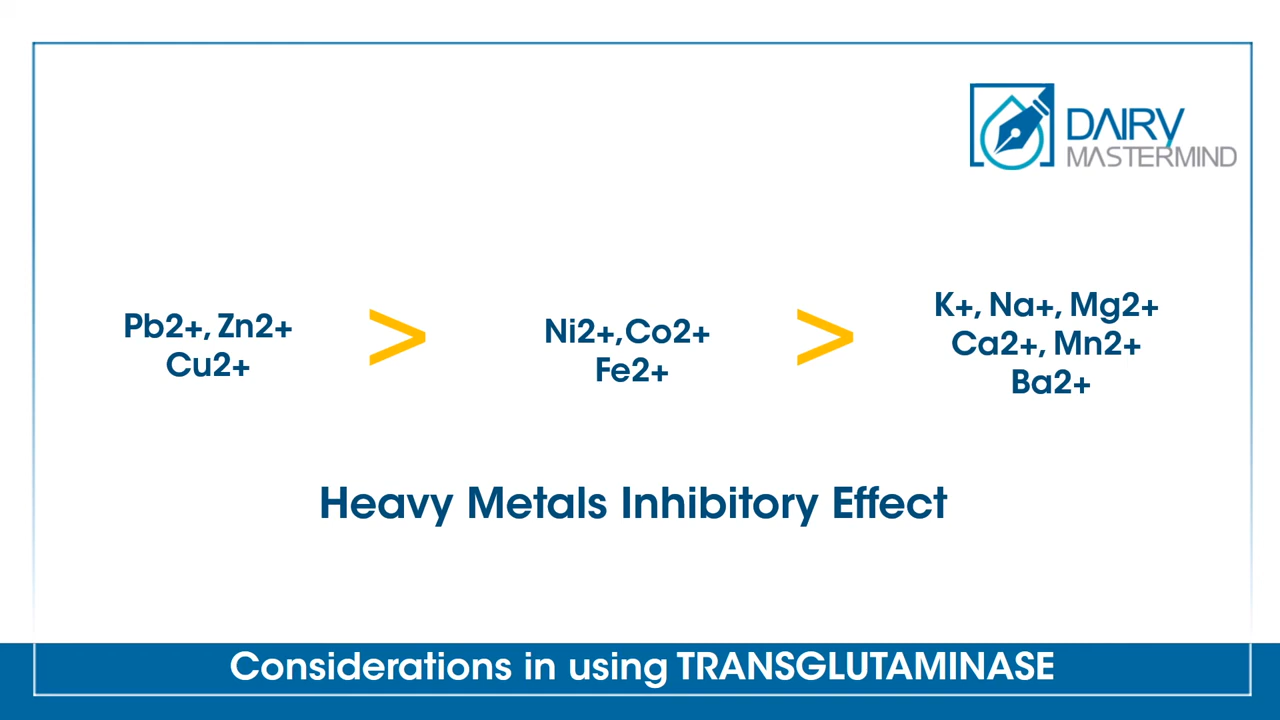 DAIRY
MASTERMIND
Pb2+, Zn2+
Cu2+
>
Ni2+,Co2+
Fe2+
>
K+, Na+, Mg2+
Ca2+, Mn2+
Ba2+
Heavy Metals Inhibitory Effect
Considerations in using TRANSGLUTAMINASE